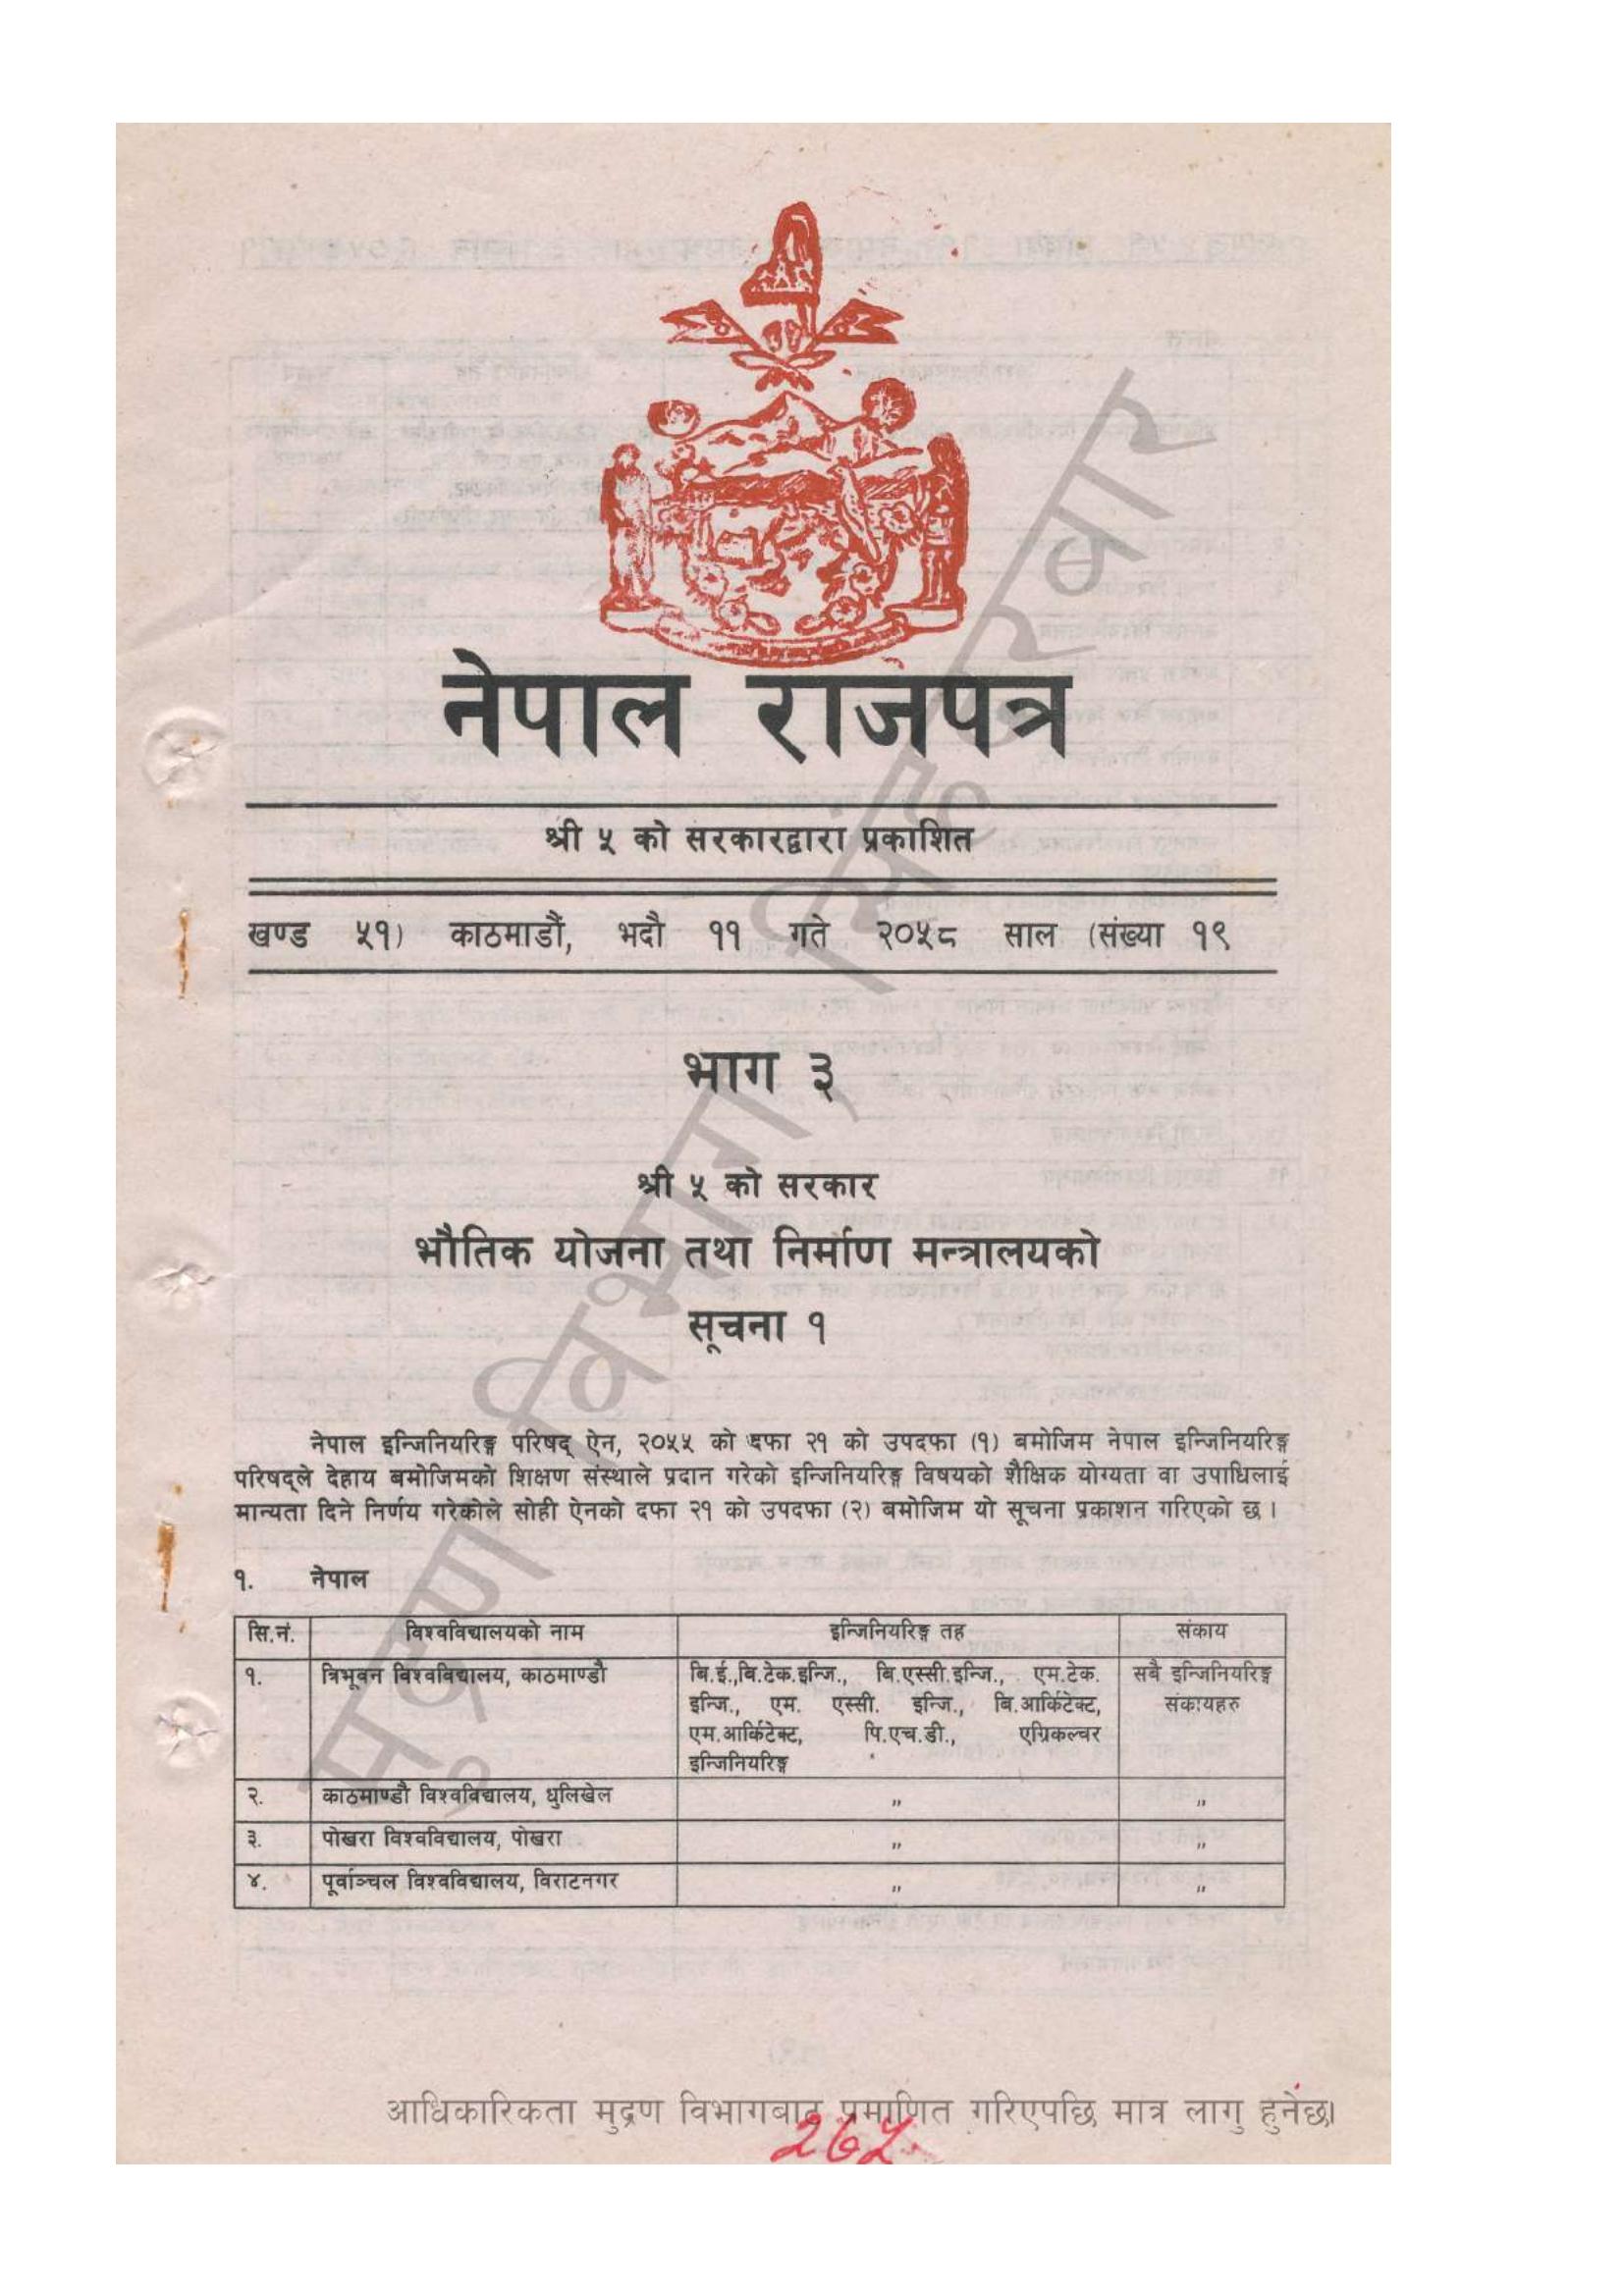 नेपाल राजपत्र
श्री ५ को सरकारद्वारा प्रकाशित
खण्ड ५१) काठमाडौं, भदौ ११ गते २०५८ साल (संख्या १९
भाग ३
श्री ५ को सरकार
भौतिक योजना तथा निर्माण मन्त्रालयको
सूचना १
नेपाल इन्जिनियरिङ्ग परिषद् ऐन, २०५५ को दफा २१ को उपदफा (१) बमोजिम नेपाल इन्जिनियरिङ्ग
परिषद्ले देहाय बमोजिमको शिक्षण संस्थाले प्रदान गरेको इन्जिनियरिङ्ग विषयको शैक्षिक योग्यता वा उपाधिलाई
मान्यता दिने निर्णय गरेकोले सोही ऐनको दफा २१ को उपदफा (२) बमोजिम यो सूचना प्रकाशन गरिएको छ ।
१. नेपाल
सि.नं. विश्वविद्यालयको नाम इन्जिनियरिङ्ग तह संकाय
१. त्रिभूवन विश्वविद्यालय, काठमाण्डौ बि.ई.,बि.टेक.इन्जि., बि.एस्सी.इन्जि., एम.टेक. सबै इन्जिनियरिङ्ग
इन्जि., एम. एस्सी. इन्जि., बि.आर्किटेक्ट, संकायहरु
एम.आर्किटेक्ट, पि.एच.डी., एग्रिकल्चर
इन्जिनियरिङ्ग
२. काठमाण्डौ विश्वविद्यालय, धुलिखेल " "
३. पोखरा विश्वविद्यालय, पोखरा " "
४. पूर्वाञ्चल विश्वविद्यालय, विराटनगर " "
मुद्रण विभाग, सिंहदरबार
आधिकारिकता मुद्रण विभागबाट प्रमाणित गरिएपछि मात्र लागु हुनेछ।